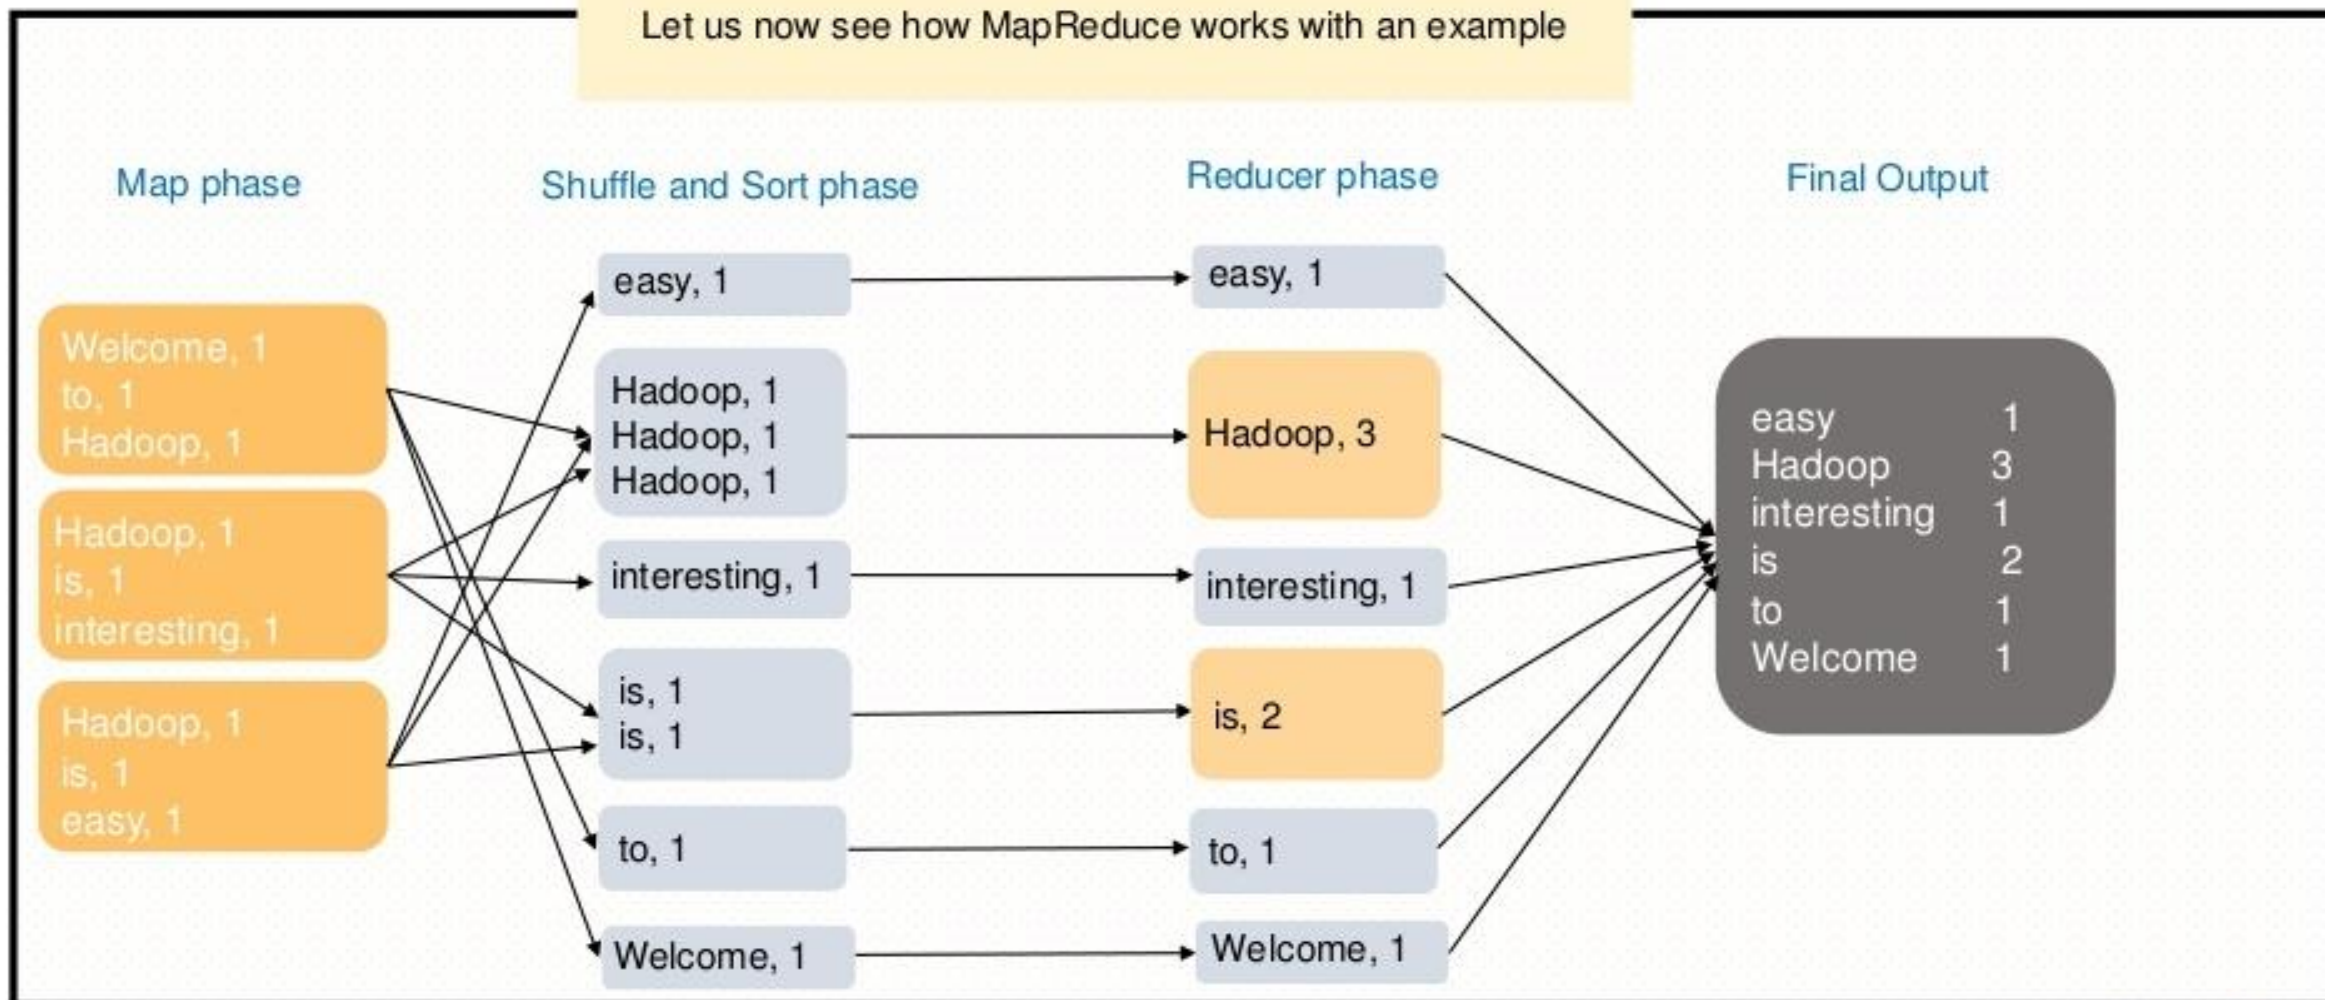 Let us now see how MapReduce works with an example
Map phase
Shuffle and Sort phase
Reducer phase
Final Output
Welcome, 1
to, 1
Hadoop, 1
Hadoop, 1
is, 1
interesting, 1
Hadoop, 1
is, 1
easy, 1
easy, 1
Hadoop, 1
Hadoop, 1
Hadoop, 1
interesting, 1
is, 1
is, 1
to, 1
Welcome, 1
easy, 1
Hadoop, 3
interesting, 1
is, 2
to, 1
Welcome, 1
easy 1
Hadoop 3
interesting 1
is 2
to 1
Welcome 1